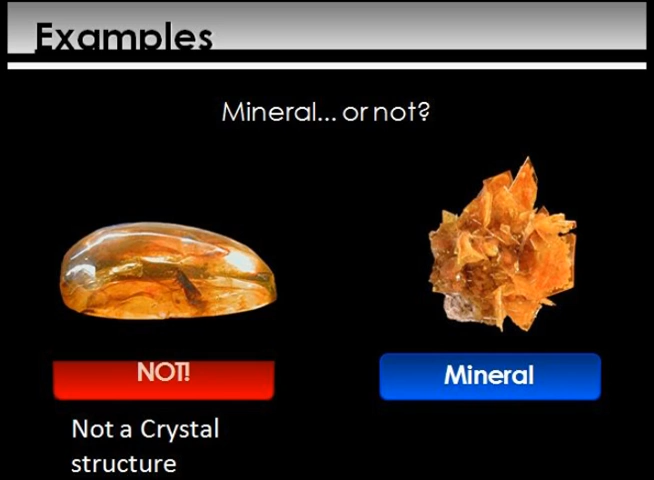 Examples
Mineral... or not?
NOT!
Mineral
Not a Crystal
structure